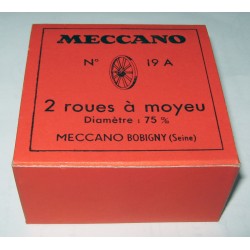 MECCANO
N° 19 A
2 roues à moyeu
Diamètre : 75 %
MECCANO BOBIGNY (Seine)